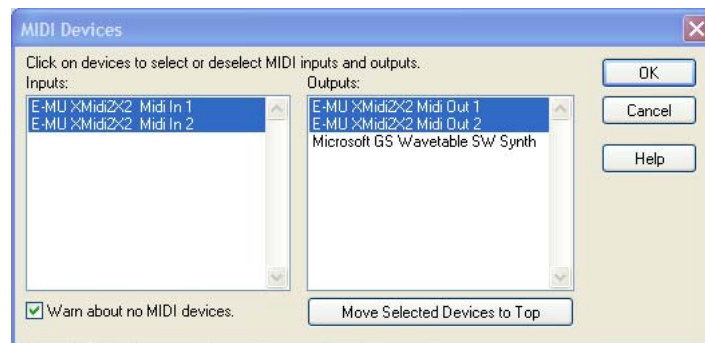 MIDI Devices
Click on devices to select or deselect MIDI inputs and outputs.
Inputs:
Outputs:
E-MU XMidi2X2 Midi In 1
E-MU XMidi2X2 Midi In 2
E-MU XMidi2X2 Midi Out 1
E-MU XMidi2X2 Midi Out 2
Microsoft GS Wavetable SW Synth
OK
Cancel
Help
Warn about no MIDI devices.
Move Selected Devices to Top